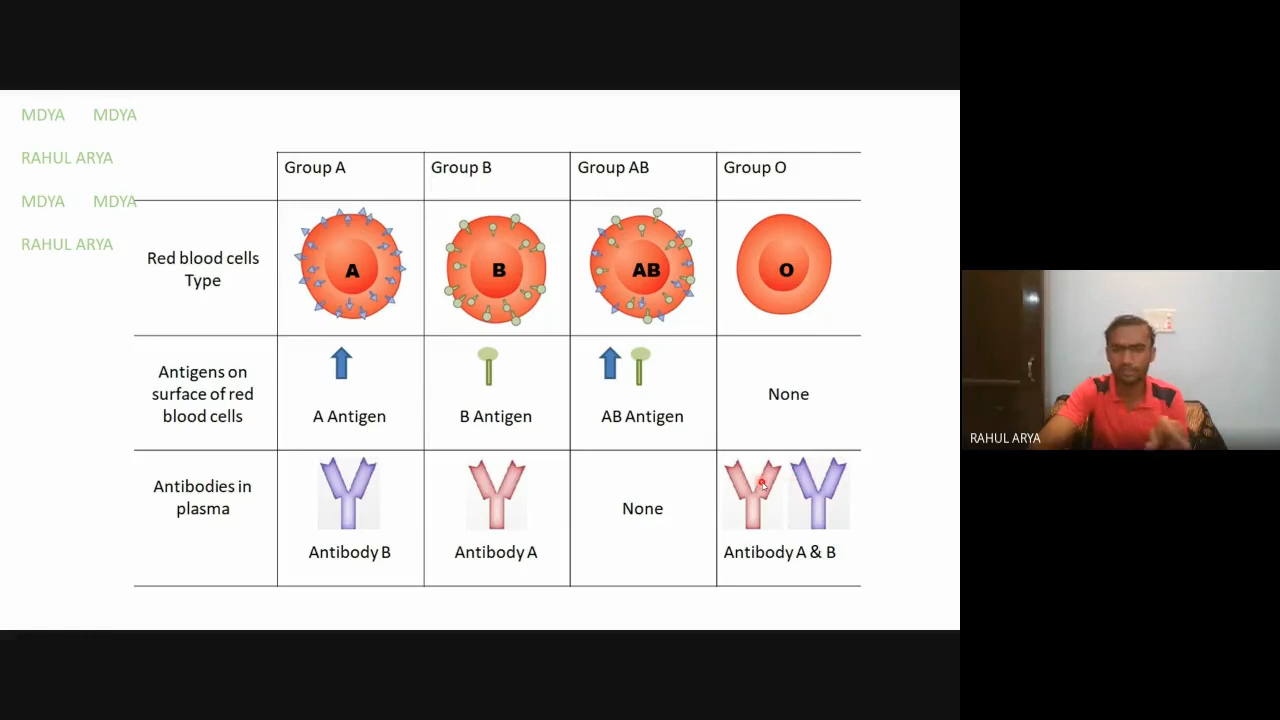 MDYA MDYA
RAHUL ARYA
MDYA MDYA
RAHUL ARYA
Group A Group B Group AB Group O
Red blood cells
Type
A B AB O
Antigens on
surface of red
blood cells
A Antigen B Antigen AB Antigen None
Antibodies in
plasma
Antibody B Antibody A None Antibody A & B
RAHUL ARYA